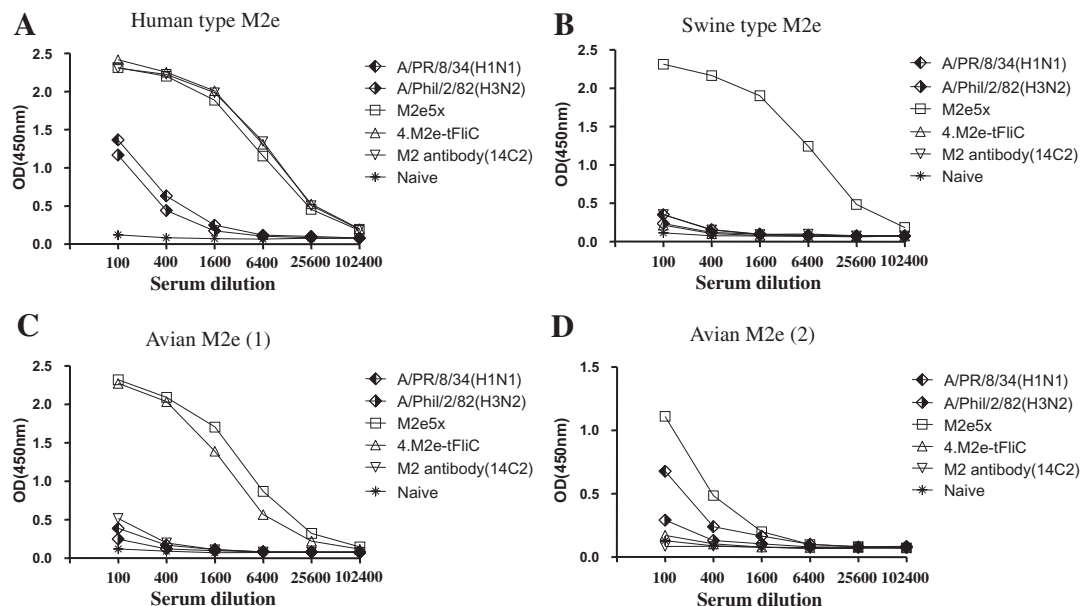 A
Human type M2e
OD(450nm)
2.5
2.0
1.5
1.0
0.5
0.0
100 400 1600 6400 25600 102400
Serum dilution
A/PR/8/34(H1N1)
A/Phil/2/82(H3N2)
M2e5x
4.M2e-tFliC
M2 antibody(14C2)
Naive
B
Swine type M2e
OD(450nm)
2.5
2.0
1.5
1.0
0.5
0.0
100 400 1600 6400 25600 102400
Serum dilution
A/PR/8/34(H1N1)
A/Phil/2/82(H3N2)
M2e5x
4.M2e-tFliC
M2 antibody(14C2)
Naive
C
Avian M2e (1)
OD(450nm)
2.5
2.0
1.5
1.0
0.5
0.0
100 400 1600 6400 25600 102400
Serum dilution
A/PR/8/34(H1N1)
A/Phil/2/82(H3N2)
M2e5x
4.M2e-tFliC
M2 antibody(14C2)
Naive
D
Avian M2e (2)
OD(450nm)
1.5
1.0
0.5
0.0
100 400 1600 6400 25600 102400
Serum dilution
A/PR/8/34(H1N1)
A/Phil/2/82(H3N2)
M2e5x
4.M2e-tFliC
M2 antibody(14C2)
Naive